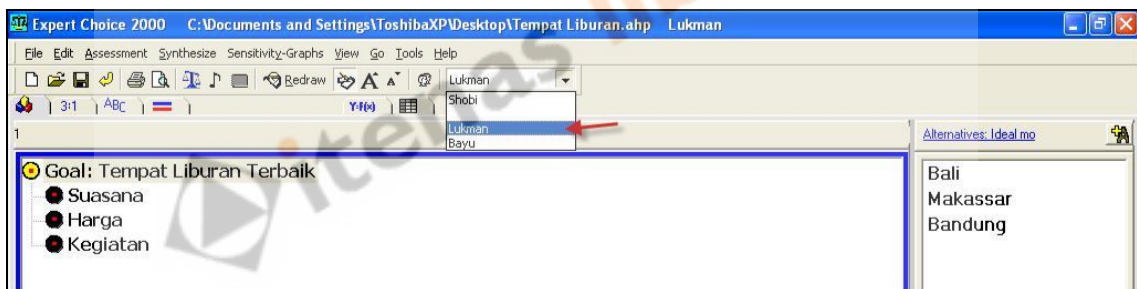 Expert Choice 2000 C:\Documents and Settings\ToshibaXP\Desktop\Tempat Liburan.ahp Lukman
File Edit Assessment Synthesize Sensitivity-Graphs View Go Tools Help
Redraw A A Lukman
3:1 ABC Y=F(x) Shobi
Lukman
Bayu
1 Alternatives: Ideal mo
Goal: Tempat Liburan Terbaik
Suasana
Harga
Kegiatan
Bali
Makassar
Bandung
itenas